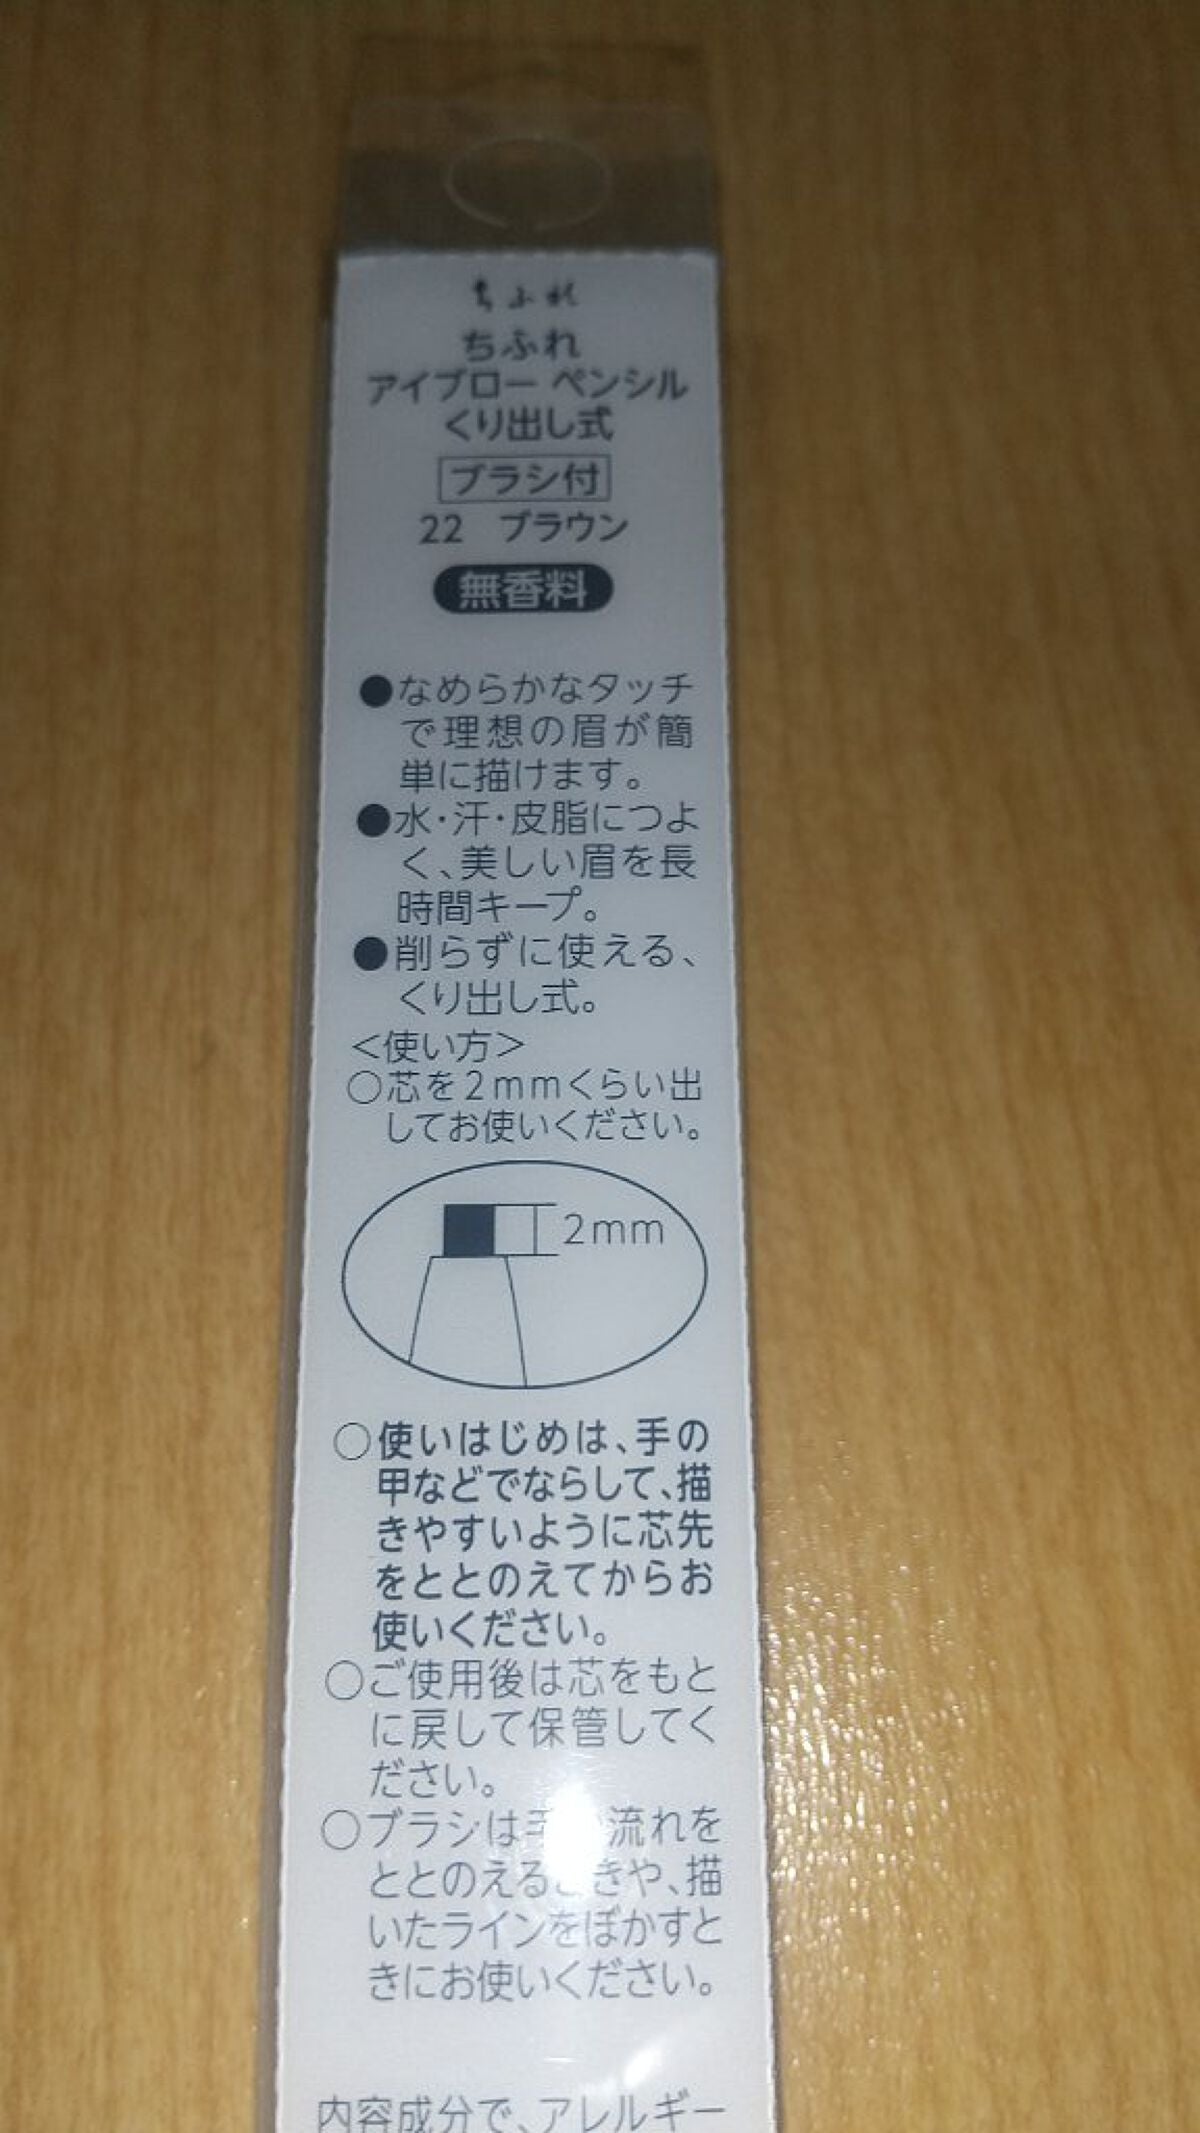 ちふれ
ちふれ
アイブロー ペンシル
くり出し式
ブラシ付
22 ブラウン
無香料
●なめらかなタッチ
で理想の眉が簡
単に描けます。
●水・汗・皮脂につよ
く、美しい眉を長
時間キープ。
●削らずに使える、
くり出し式。
＜使い方＞
○芯を2mmくらい出
してお使いください。
2mm
○使いはじめは、手の
甲などでならして、描
きやすいように芯先
をととのえてからお
使いください。
○ご使用後は芯をもと
に戻して保管してく
ださい。
○ブラシは 流れを
ととのえるときや、描
いたラインをぼかすと
きにお使いください。
内容成分で、アレルギー